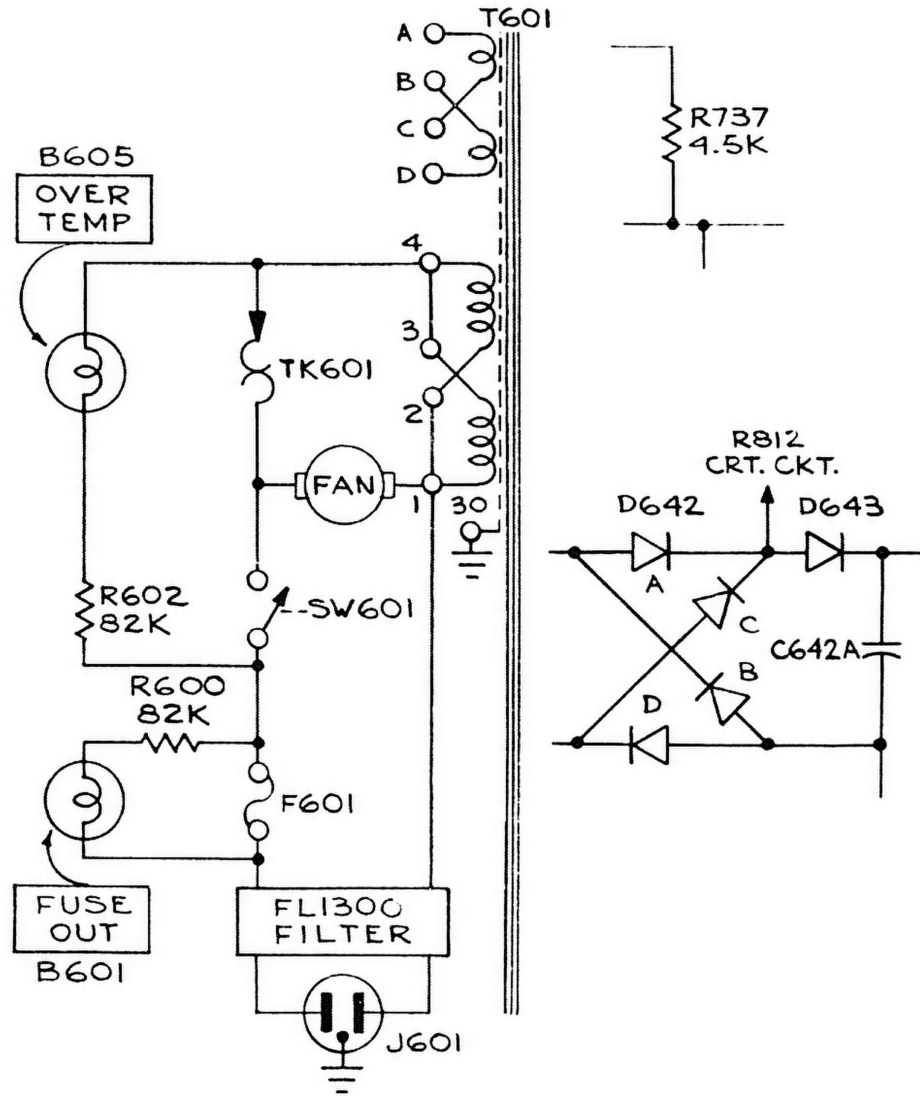 T601
A
B
C
D
R737
4.5K
B605
OVER
TEMP
4
3
TK601
2
R812
CRT. CKT.
FAN
1
30
D642
D643
A
R602
82K
SW601
C
C642A
R600
82K
B
D
F601
FUSE
OUT
B601
FL1300
FILTER
J601